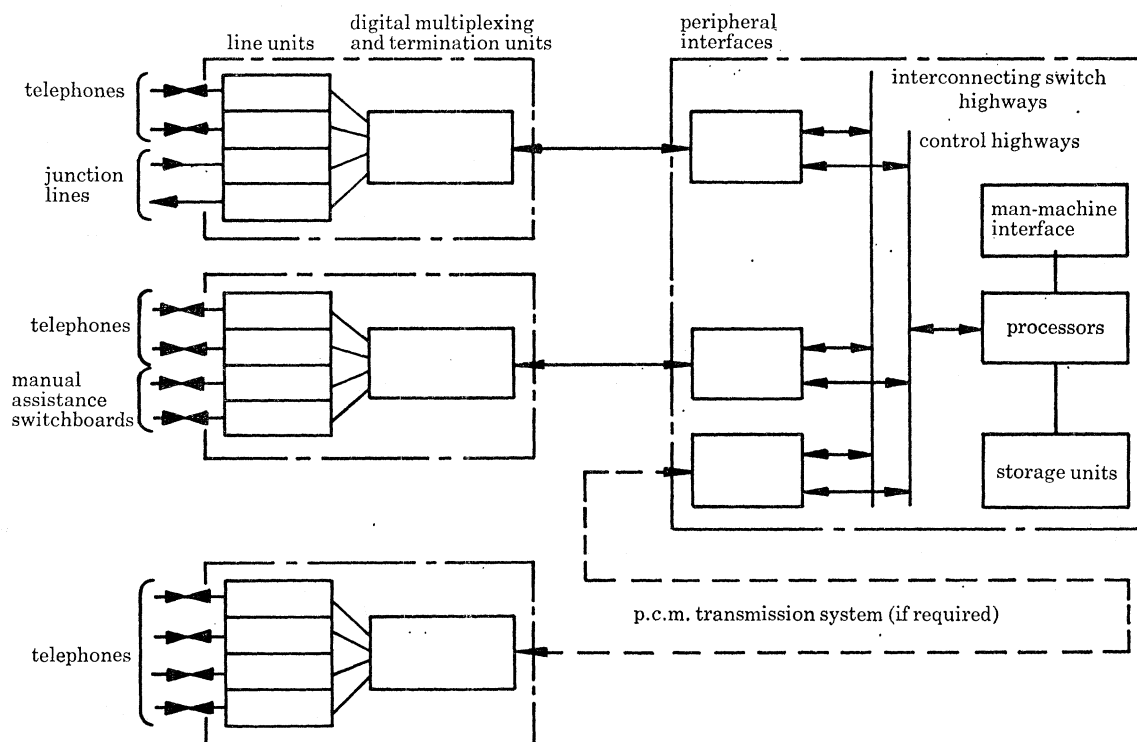 line units
digital multiplexing
and termination units
peripheral
interfaces
telephones
junction
lines
interconnecting switch
highways
control highways
man-machine
interface
processors
storage units
telephones
manual
assistance
switchboards
p.c.m. transmission system (if required)
telephones